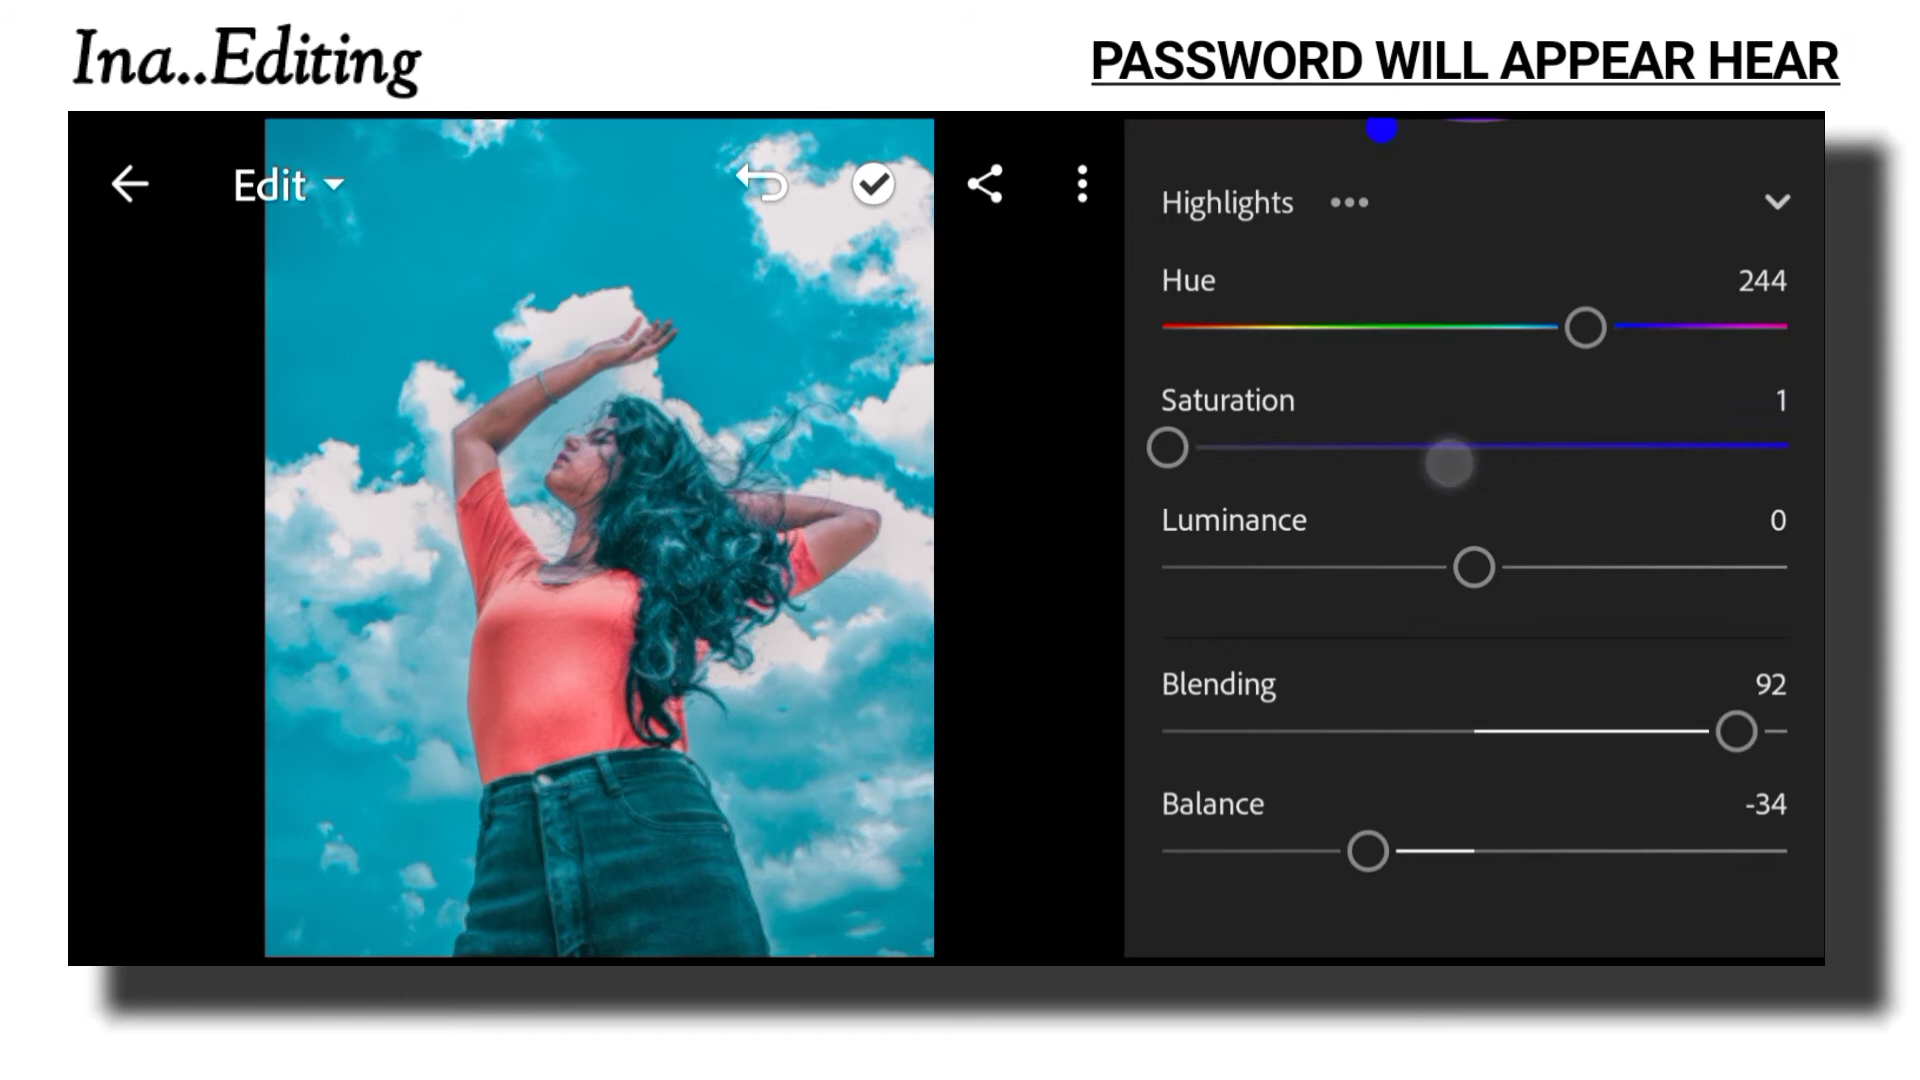 Ina..Editing
PASSWORD WILL APPEAR HEAR
Edit
Highlights
Hue 244
Saturation 1
Luminance 0
Blending 92
Balance -34